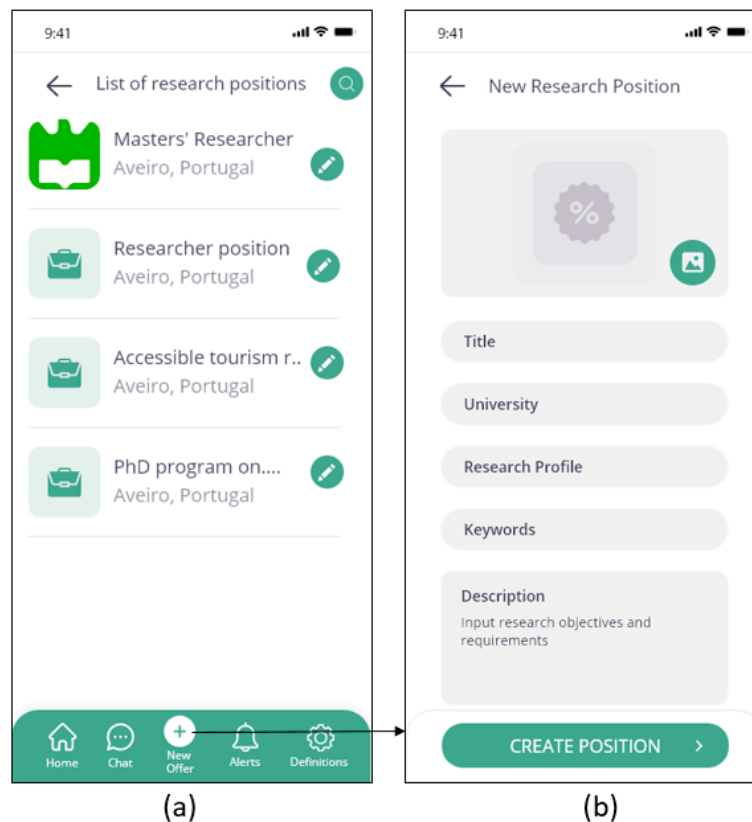 9:41
List of research positions
Masters' Researcher
Aveiro, Portugal
Researcher position
Aveiro, Portugal
Accessible tourism r..
Aveiro, Portugal
PhD program on....
Aveiro, Portugal
Home
Chat
New
Offer
Alerts
Definitions
(a)
9:41
New Research Position
%
Title
University
Research Profile
Keywords
Description
Input research objectives and
requirements
CREATE POSITION
(b)